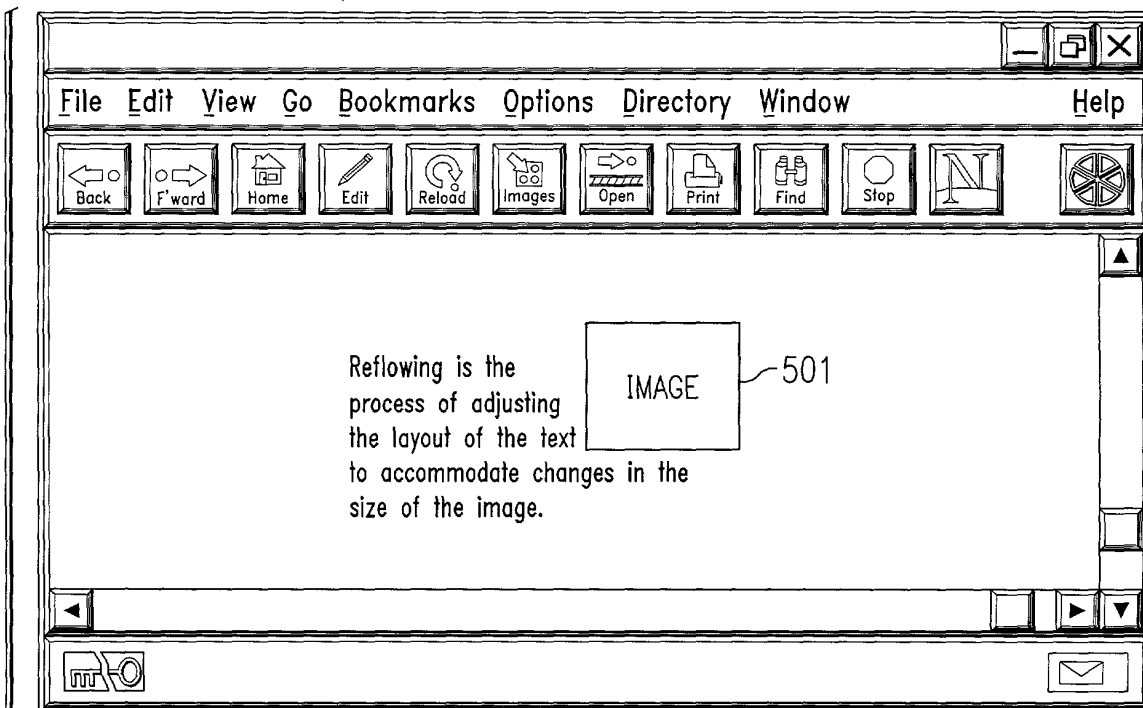 File Edit View Go Bookmarks Options Directory Window Help
Back F'ward Home Edit Reload Images Open Print Find Stop N
Reflowing is the
process of adjusting
the layout of the text
to accommodate changes in the
size of the image.
IMAGE
501